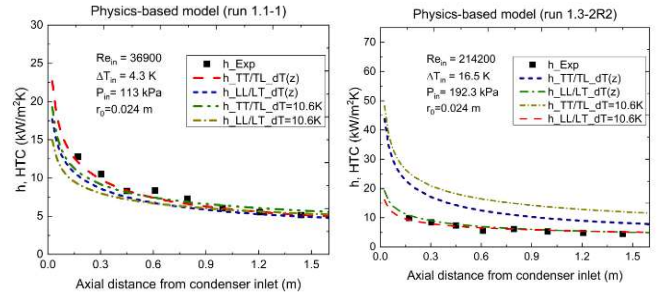 Physics-based model (run 1.1-1)
h, HTC (kW/m²K)
40
35
30
25
20
15
10
5
0
Re_in = 36900
ΔT_in = 4.3 K
P_in = 113 kPa
r_0=0.024 m
h_Exp
h_TT/TL_dT(z)
h_LL/LT_dT(z)
h_TT/TL_dT=10.6K
h_LL/LT_dT=10.6K
0.0 0.3 0.6 0.9 1.2 1.5
Axial distance from condenser inlet (m)
Physics-based model (run 1.3-2R2)
h, HTC (kW/m²K)
70
60
50
40
30
20
10
0
Re_in = 214200
ΔT_in = 16.5 K
P_in = 192.3 kPa
r_0=0.024 m
h_Exp
h_TT/TL_dT(z)
h_LL/LT_dT(z)
h_TT/TL_dT=10.6K
h_LL/LT_dT=10.6K
0.0 0.3 0.6 0.9 1.2 1.5
Axial distance from condenser inlet (m)